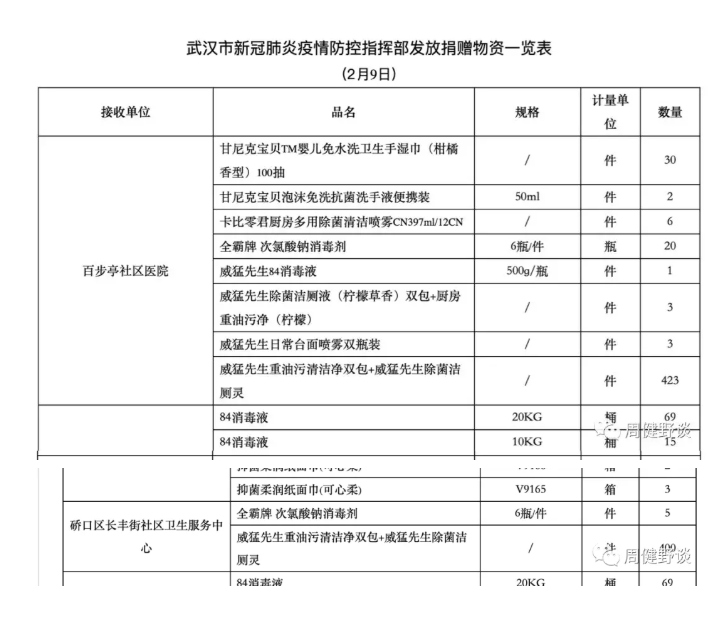 武汉市新冠肺炎疫情防控指挥部发放捐赠物资一览表
（2月9日）
接收单位 品名 规格 计量单位 数量
甘尼克宝贝TM婴儿免水洗卫生手湿巾（柑橘
香型）100抽 / 件 30
甘尼克宝贝泡沫免洗抗菌洗手液便携装 50ml 件 2
卡比零君厨房多用除菌清洁喷雾CN397ml/12CN / 件 6
全霸牌 次氯酸钠消毒剂 6瓶/件 瓶 20
百步亭社区医院 威猛先生84消毒液 500g/瓶 件 1
威猛先生除菌洁厕液（柠檬草香）双包+厨房
重油污净（柠檬） / 件 3
威猛先生日常台面喷雾双瓶装 / 件 3
威猛先生重油污清洁净双包+威猛先生除菌洁
厕灵 / 件 423
84消毒液 20KG 桶 69
84消毒液 10KG 桶 15
周健野谈
抑菌柔润纸面巾(可心柔)
抑菌柔润纸面巾(可心柔) V9165 箱 3
硚口区长丰街社区卫生服务中
心
全霸牌 次氯酸钠消毒剂 6瓶/件 件 5
威猛先生重油污清洁净双包+威猛先生除菌洁
厕灵 / 400
周健野谈
84消毒液 20KG 桶 69